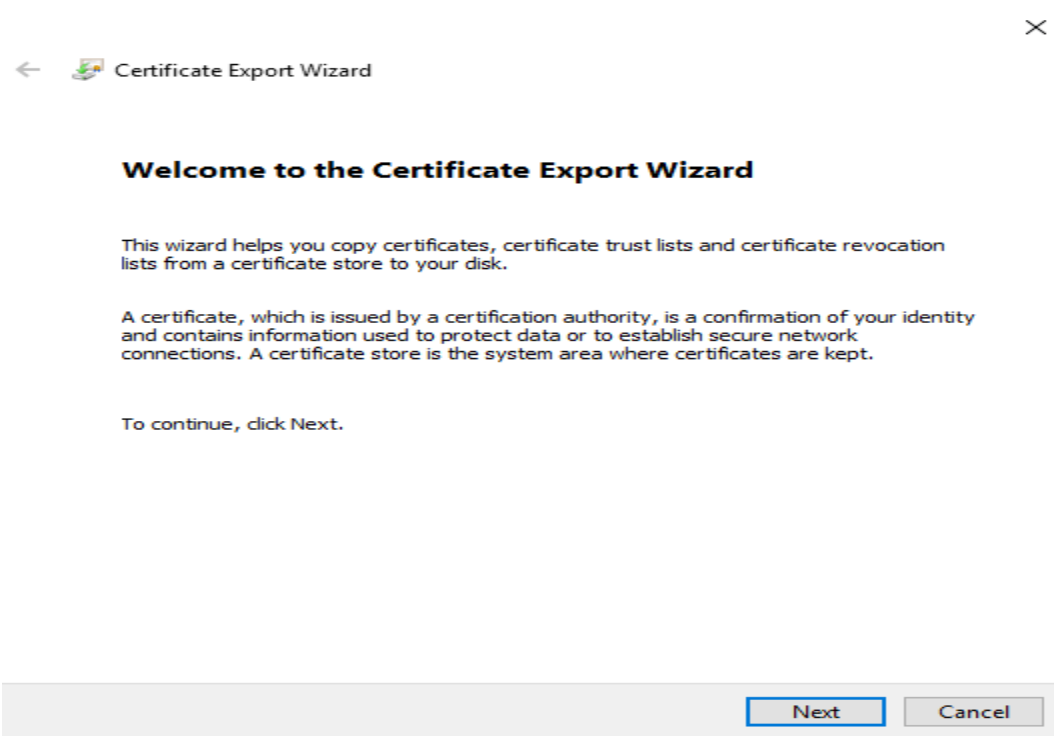 Certificate Export Wizard
Welcome to the Certificate Export Wizard
This wizard helps you copy certificates, certificate trust lists and certificate revocation
lists from a certificate store to your disk.
A certificate, which is issued by a certification authority, is a confirmation of your identity
and contains information used to protect data or to establish secure network
connections. A certificate store is the system area where certificates are kept.
To continue, click Next.
Next Cancel